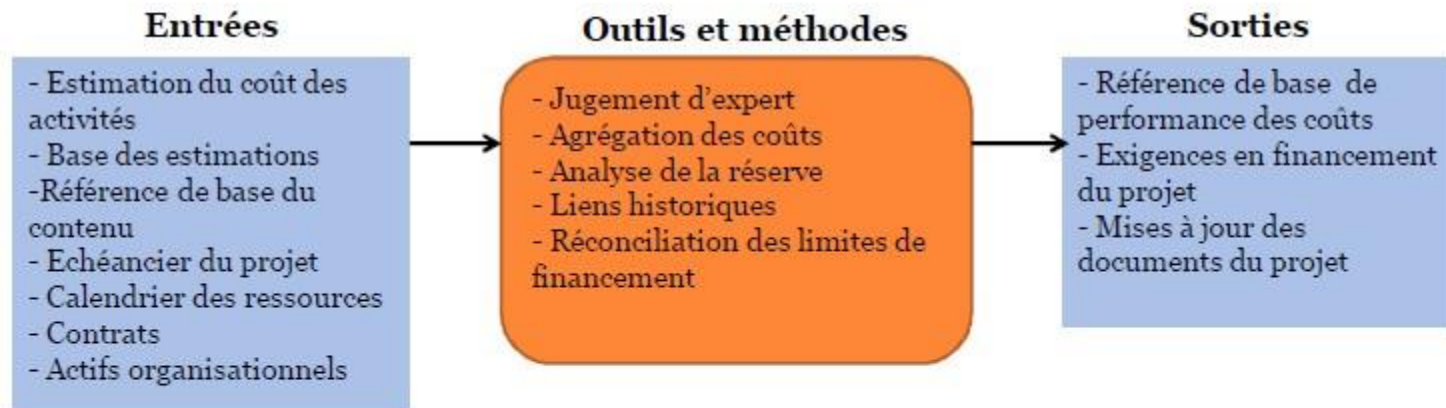 Entrées
- Estimation du coût des
activités
- Base des estimations
-Référence de base du
contenu
- Echéancier du projet
- Calendrier des ressources
- Contrats
- Actifs organisationnels
Outils et méthodes
- Jugement d'expert
- Agrégation des coûts
- Analyse de la réserve
- Liens historiques
- Réconciliation des limites de
financement
Sorties
- Référence de base de
performance des coûts
- Exigences en financement
du projet
- Mises à jour des
documents du projet